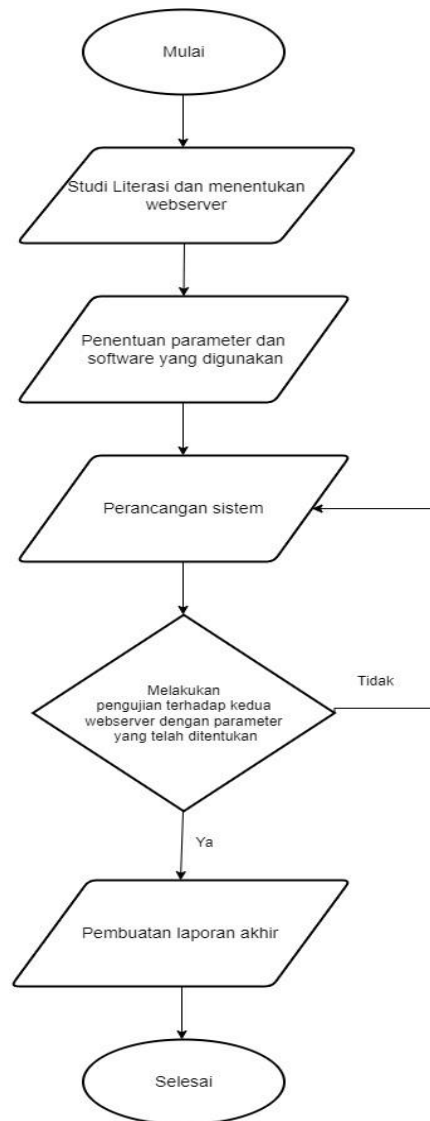 Mulai
Studi Literasi dan menentukan
webserver
Penentuan parameter dan
software yang digunakan
Perancangan sistem
Melakukan
pengujian terhadap kedua
webserver dengan parameter
yang telah ditentukan
Tidak
Ya
Pembuatan laporan akhir
Selesai